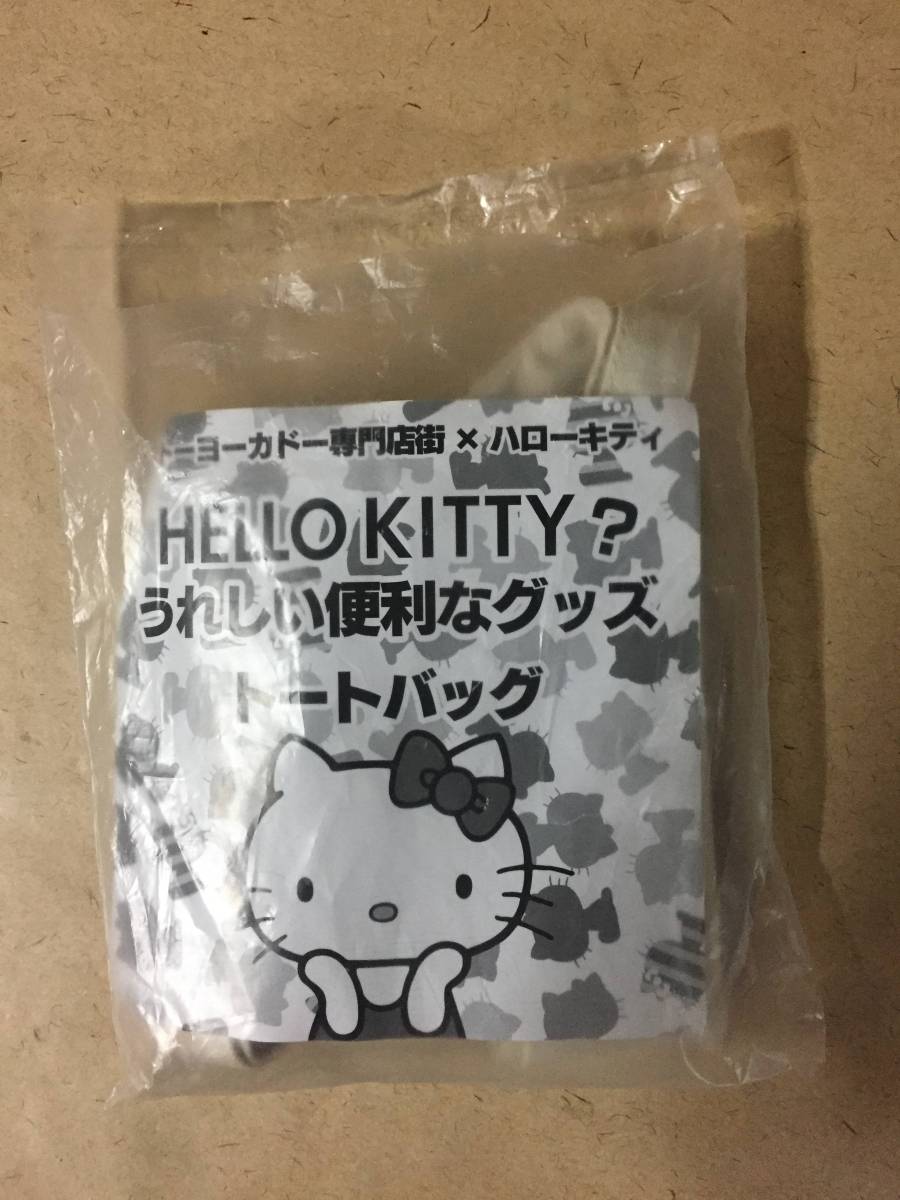 トーヨーカドー専門店街 × ハローキティ
HELLO KITTY ?
うれしい便利なグッズ
トートバッグ